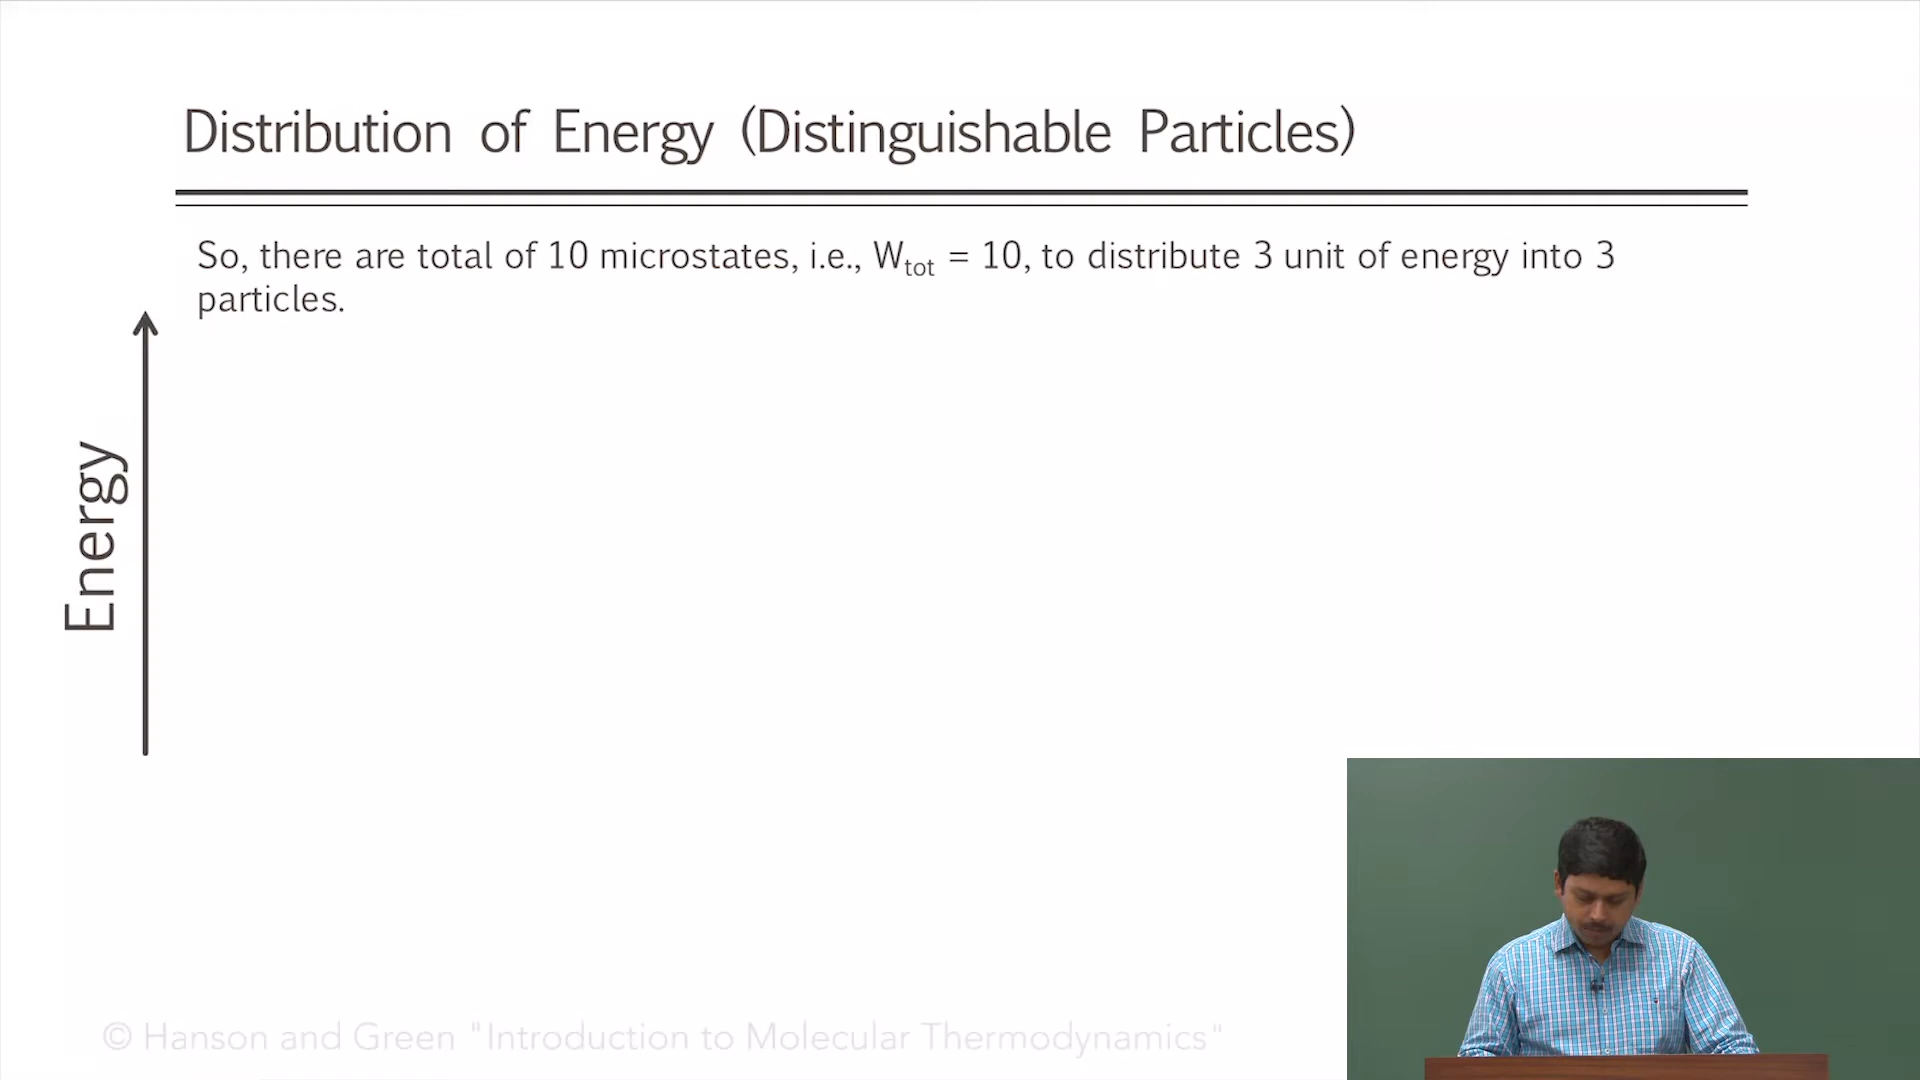 Distribution of Energy (Distinguishable Particles)
So, there are total of 10 microstates, i.e., Wtot = 10, to distribute 3 unit of energy into 3
particles.
Energy
© Hanson and Green "Introduction to Molecular Thermodynamics"